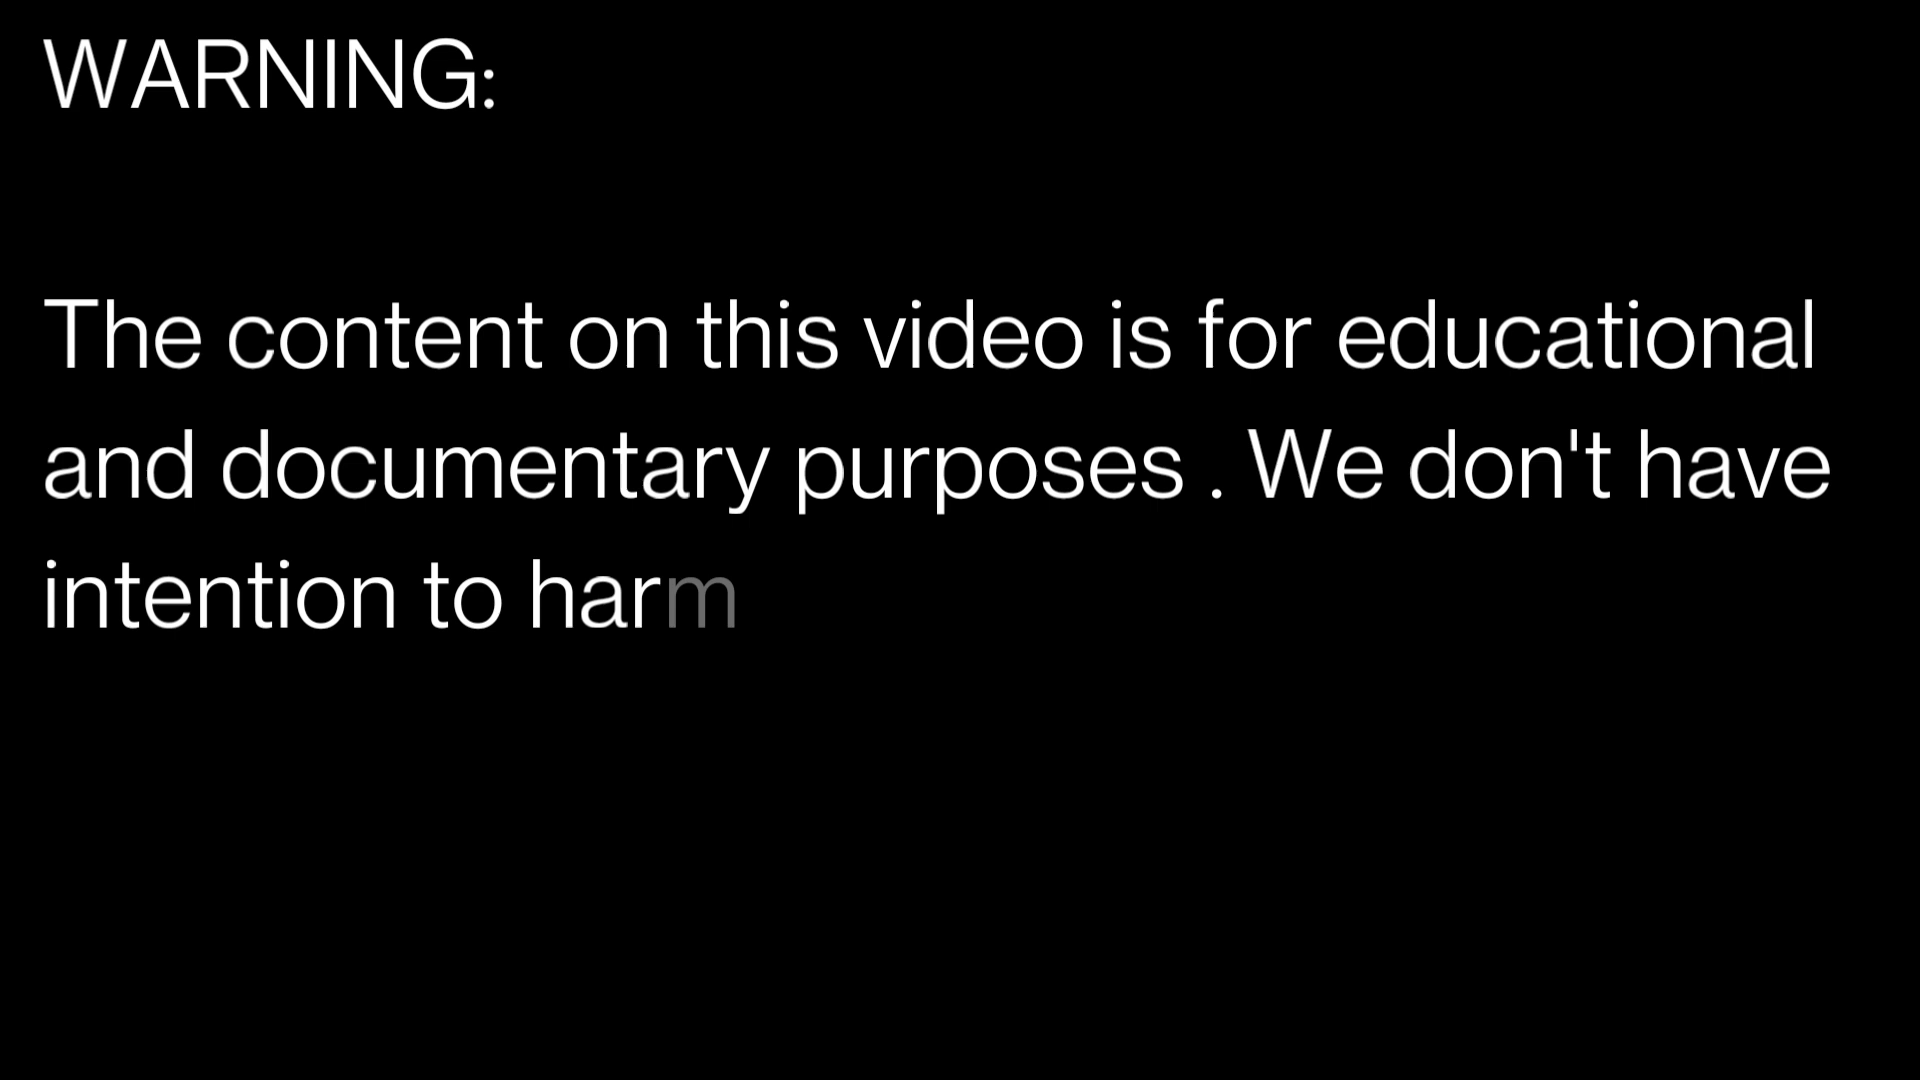 WARNING:
The content on this video is for educational
and documentary purposes . We don't have
intention to harm